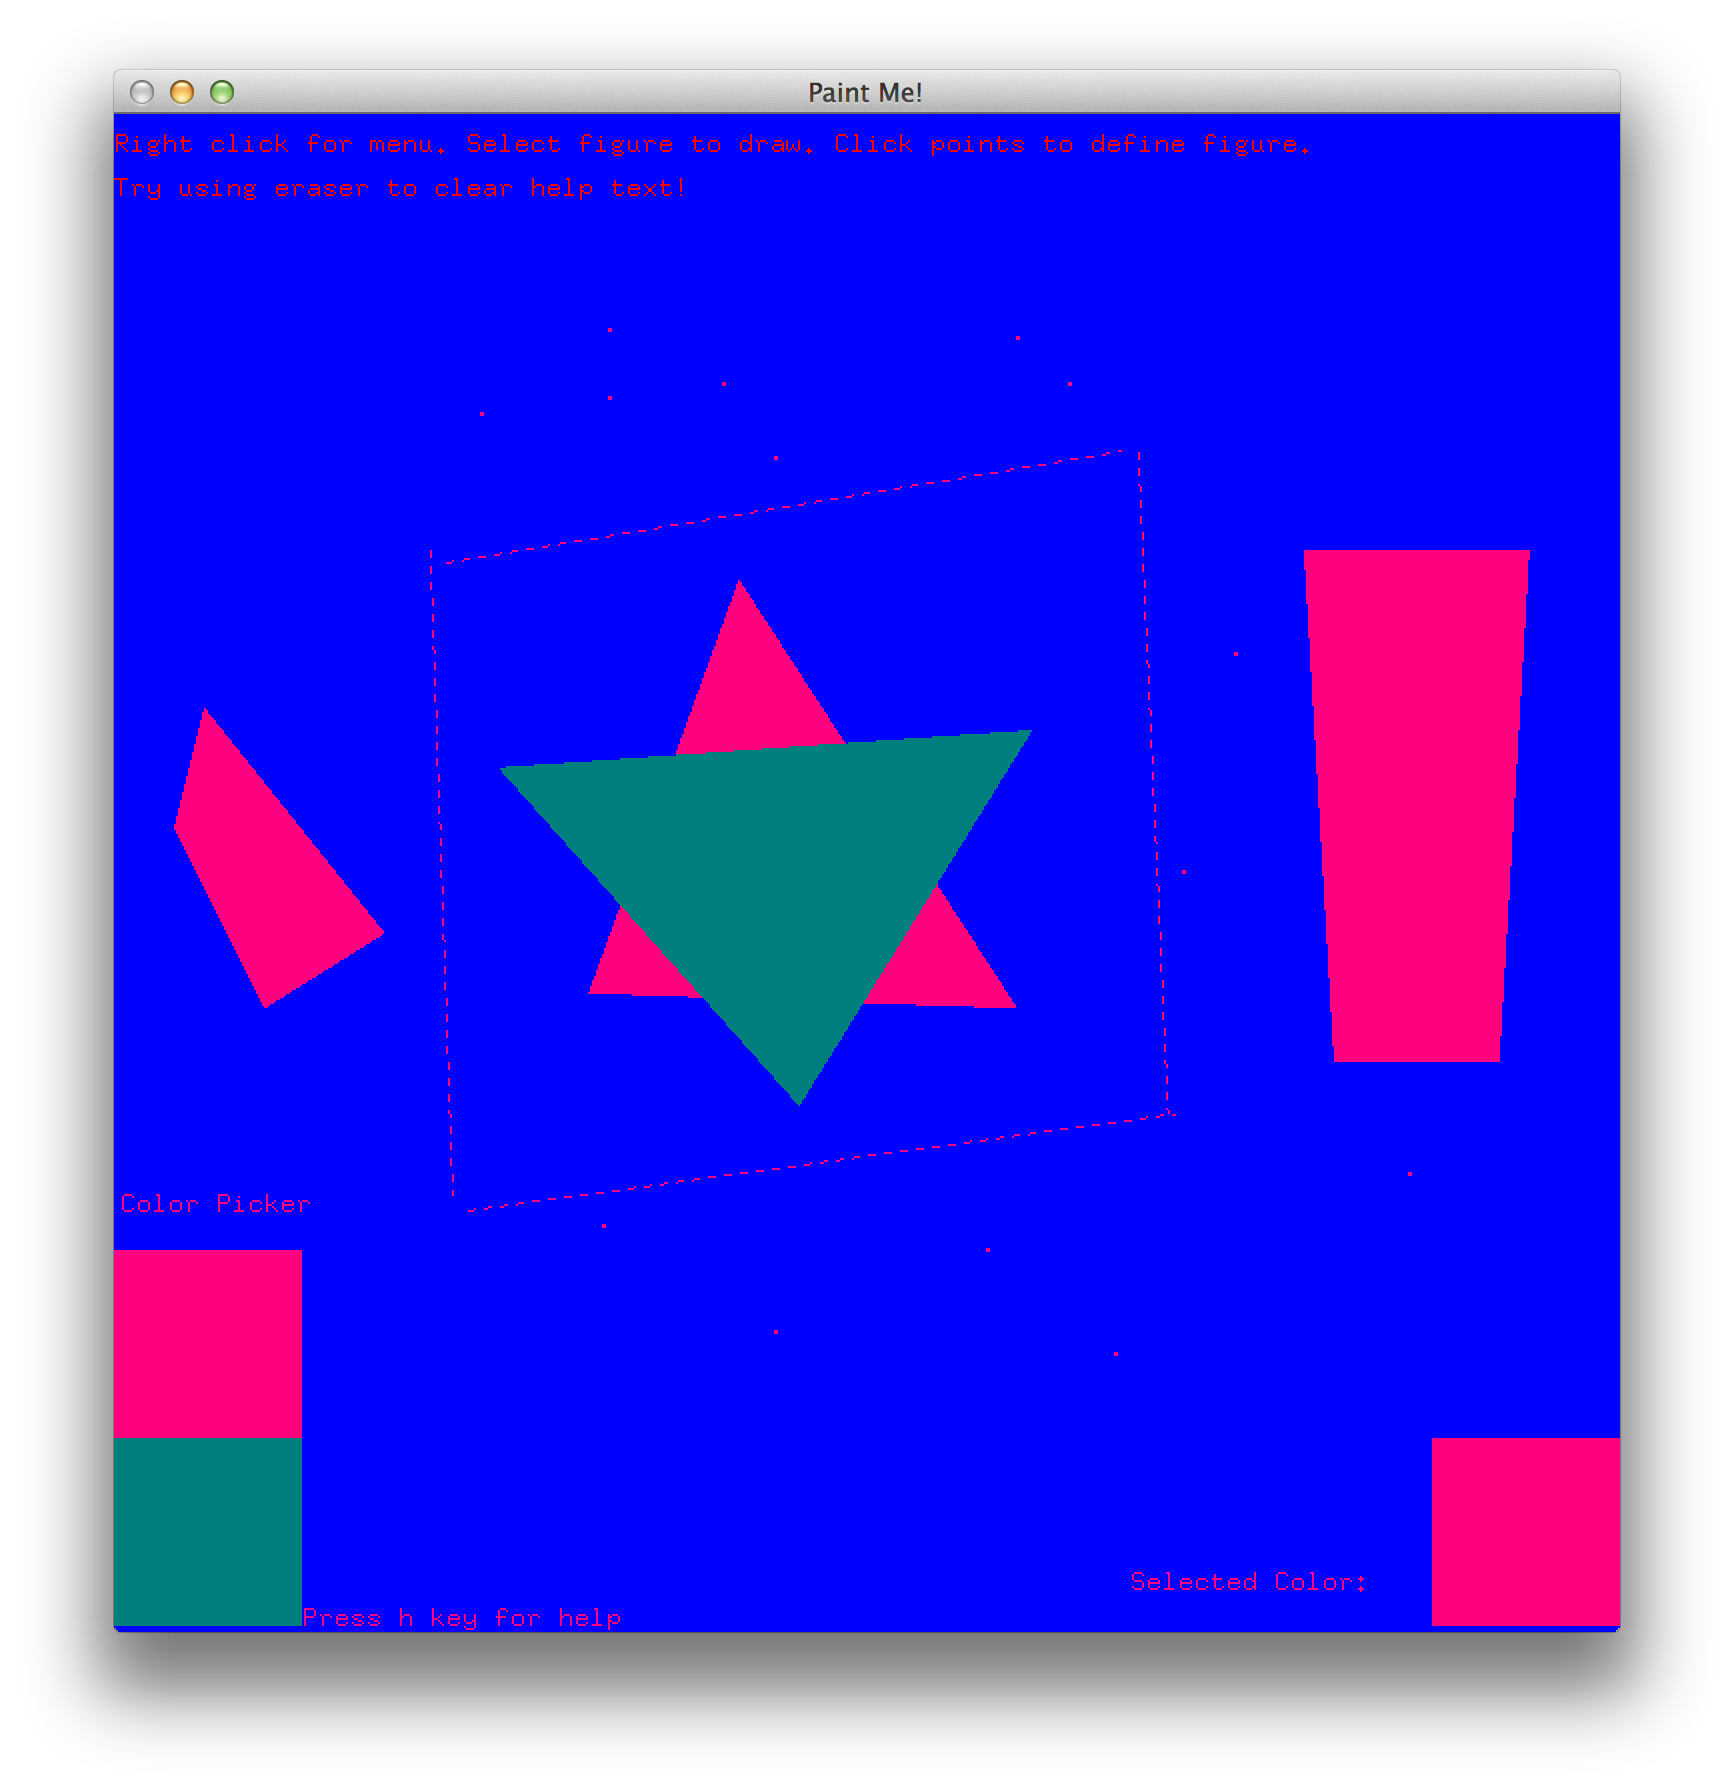 Paint Me!
Right click for menu. Select figure to draw. Click points to define figure.
Try using eraser to clear help text!
Color Picker
Selected Color:
Press h key for help